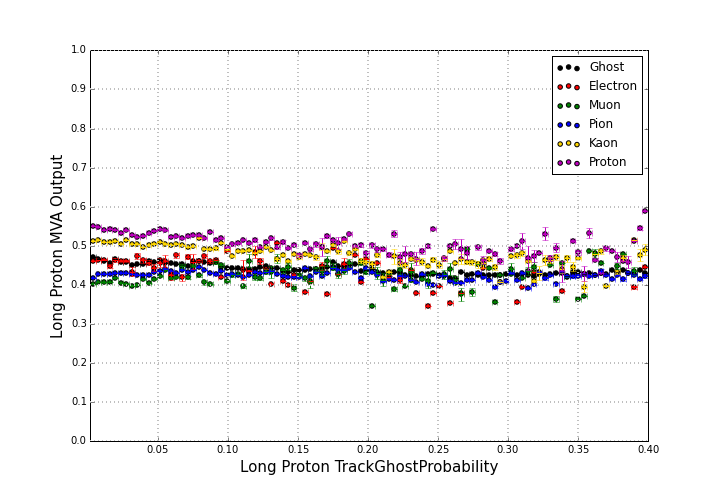 1.0
0.9
0.8
0.7
0.6
0.5
0.4
0.3
0.2
0.1
0.0
Long Proton MVA Output
Ghost
Electron
Muon
Pion
Kaon
Proton
0.05 0.10 0.15 0.20 0.25 0.30 0.35 0.40
Long Proton TrackGhostProbability